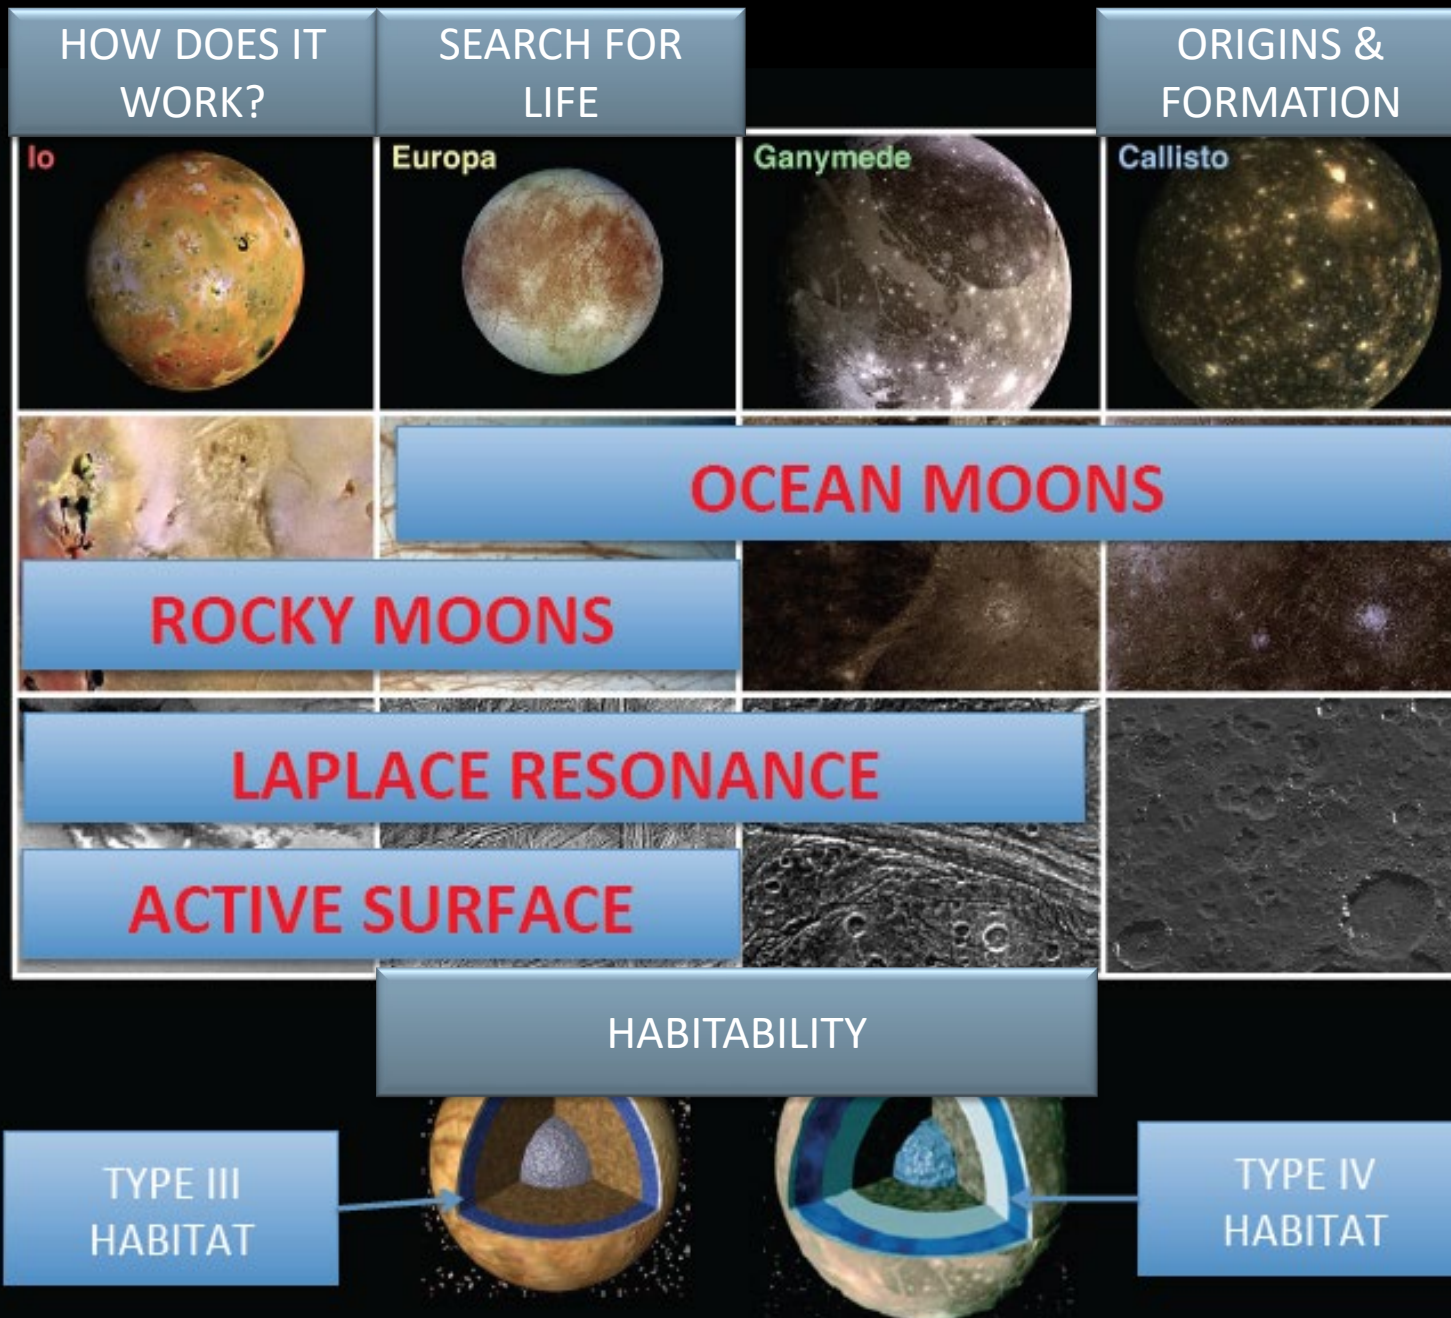 HOW DOES IT
WORK?
SEARCH FOR
LIFE
ORIGINS &
FORMATION
Io
Europa
Ganymede
Callisto
OCEAN MOONS
ROCKY MOONS
LAPLACE RESONANCE
ACTIVE SURFACE
HABITABILITY
TYPE III
HABITAT
TYPE IV
HABITAT